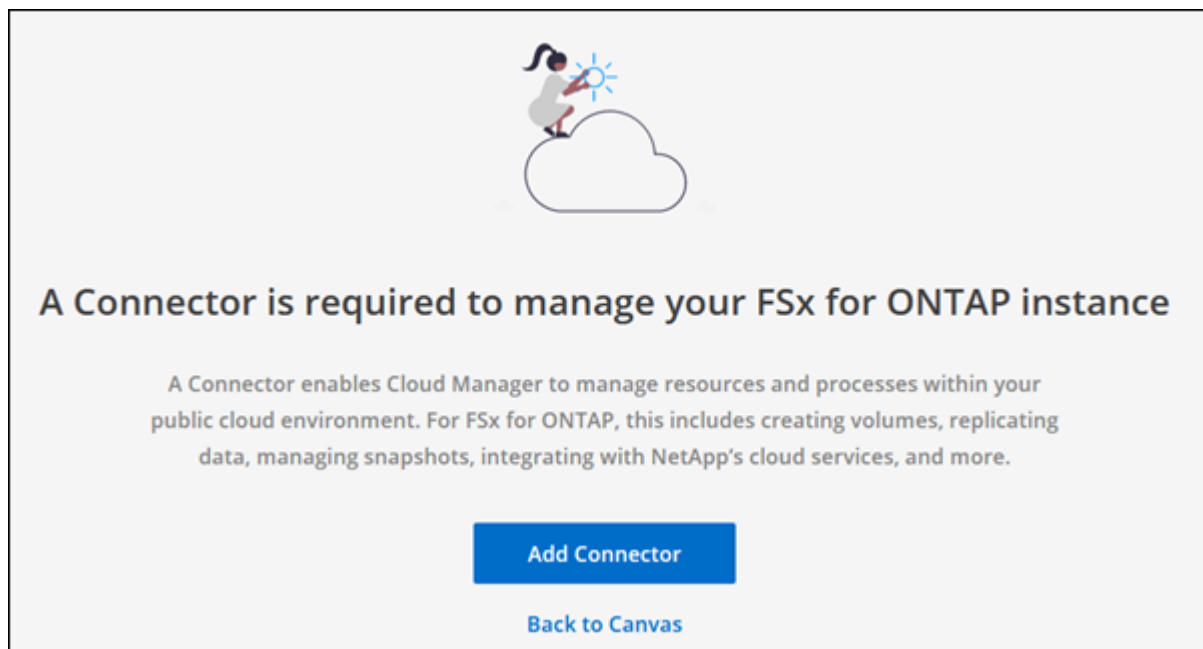 A Connector is required to manage your FSx for ONTAP instance
A Connector enables Cloud Manager to manage resources and processes within your
public cloud environment. For FSx for ONTAP, this includes creating volumes, replicating
data, managing snapshots, integrating with NetApp’s cloud services, and more.
Add Connector
Back to Canvas